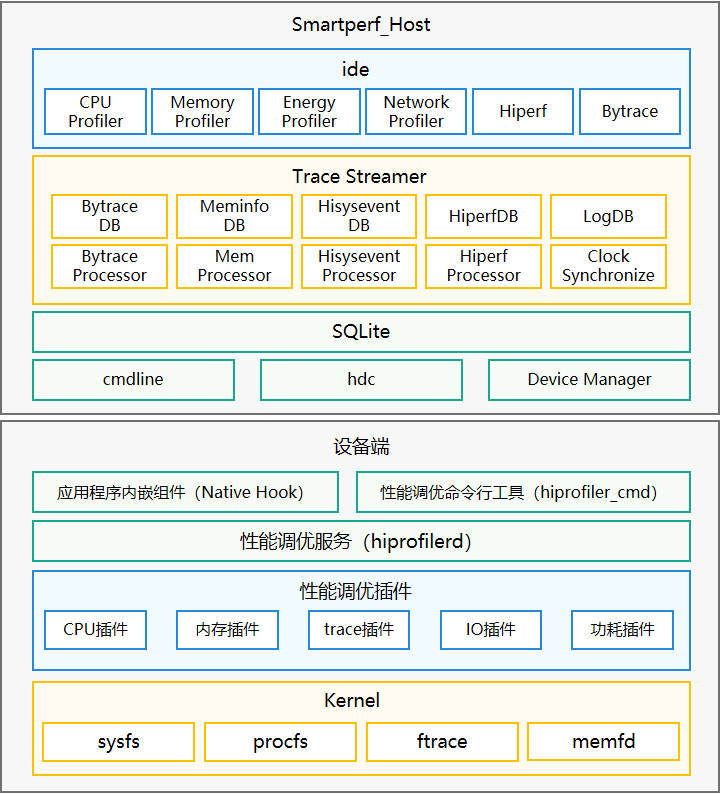 Smartperf_Host
ide
CPU
Profiler
Memory
Profiler
Energy
Profiler
Network
Profiler
Hiperf
Bytrace
Trace Streamer
Bytrace
DB
Meminfo
DB
Hisysevent
DB
HiperfDB
LogDB
Bytrace
Processor
Mem
Processor
Hisysevent
Processor
Hiperf
Processor
Clock
Synchronize
SQLite
cmdline
hdc
Device Manager
设备端
应用程序内嵌组件（Native Hook）
性能调优命令行工具（hiprofiler_cmd）
性能调优服务（hiprofilerd）
性能调优插件
CPU插件
内存插件
trace插件
IO插件
功耗插件
Kernel
sysfs
procfs
ftrace
memfd